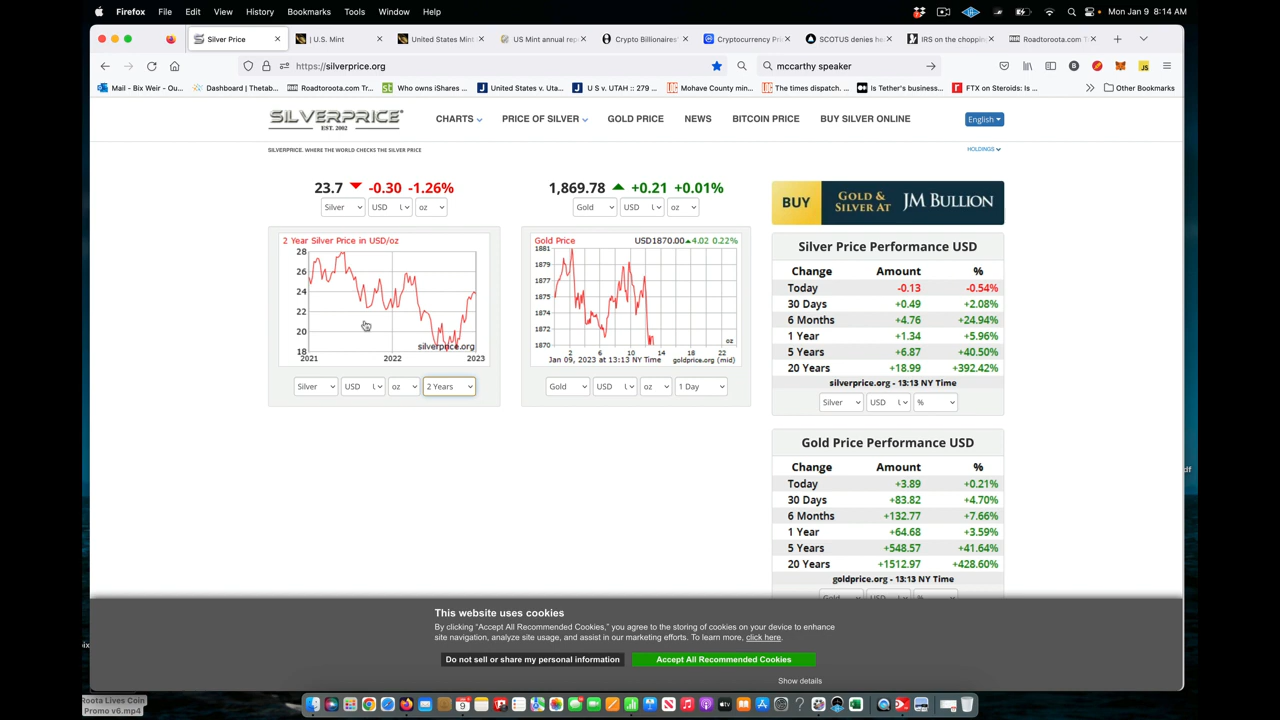 Firefox File Edit View History Bookmarks Tools Window Help Mon Jan 9 8:14 AM
Silver Price | U.S. Mint United States Mint US Mint annual rep Crypto Billionaires' Cryptocurrency Pri SCOTUS denies he IRS on the choppin Roadtoroota.com T
https://silverprice.org mccarthy speaker
Mail - Bix Weir - Ou... Dashboard | Thetab... Roadtoroota.com Tr... Who owns iShares ... United States v. Uta... U S v. UTAH :: 279 ... Mohave County min... The times dispatch. ... Is Tether's business... FTX on Steroids: Is ... Other Bookmarks
SILVERPRICE
EST. 2002
CHARTS PRICE OF SILVER GOLD PRICE NEWS BITCOIN PRICE BUY SILVER ONLINE English
SILVERPRICE. WHERE THE WORLD CHECKS THE SILVER PRICE
HOLDINGS
23.7 -0.30 -1.26%
Silver USD oz
2 Year Silver Price in USD/oz
28
26
24
22
20
18
silverprice.org
2021 2022 2023
Silver USD oz 2 Years
1,869.78 +0.21 +0.01%
Gold USD oz
Gold Price USD1870.00 4.02 0.22%
1881
1879
1877
1875
1874
1872
1870
oz
2 6 10 14 18 22
Jan 09, 2023 at 13:13 NY Time goldprice.org (mid)
Gold USD oz 1 Day
BUY GOLD & SILVER AT JM BULLION
Silver Price Performance USD
Change Amount %
Today -0.13 -0.54%
30 Days +0.49 +2.08%
6 Months +4.76 +24.94%
1 Year +1.34 +5.96%
5 Years +6.87 +40.50%
20 Years +18.99 +392.42%
silverprice.org - 13:13 NY Time
Silver USD %
Gold Price Performance USD
Change Amount %
Today +3.89 +0.21%
30 Days +83.82 +4.70%
6 Months +132.77 +7.66%
1 Year +64.68 +3.59%
5 Years +548.57 +41.64%
20 Years +1512.97 +428.60%
goldprice.org - 13:13 NY Time
Gold USD %
df
This website uses cookies
By clicking “Accept All Recommended Cookies,” you agree to the storing of cookies on your device to enhance
site navigation, analyze site usage, and assist in our marketing efforts. To learn more, click here.
Do not sell or share my personal information Accept All Recommended Cookies
Show details
Roota Lives Coin
Promo v6.mp4